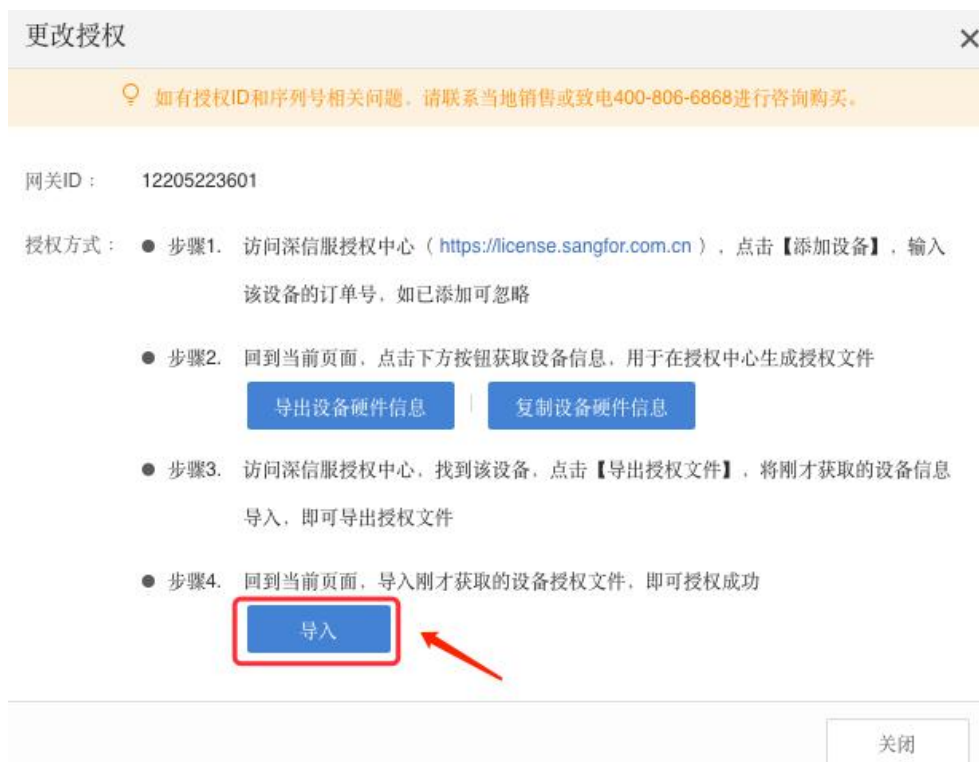 更改授权
如有授权ID和序列号相关问题，请联系当地销售或致电400-806-6868进行咨询购买。
网关ID： 12205223601
授权方式： ● 步骤1. 访问深信服授权中心（ https://license.sangfor.com.cn ），点击【添加设备】，输入
该设备的订单号，如已添加可忽略
● 步骤2. 回到当前页面，点击下方按钮获取设备信息，用于在授权中心生成授权文件
导出设备硬件信息 复制设备硬件信息
● 步骤3. 访问深信服授权中心，找到该设备，点击【导出授权文件】，将刚才获取的设备信息
导入，即可导出授权文件
● 步骤4. 回到当前页面，导入刚才获取的设备授权文件，即可授权成功
导入
关闭